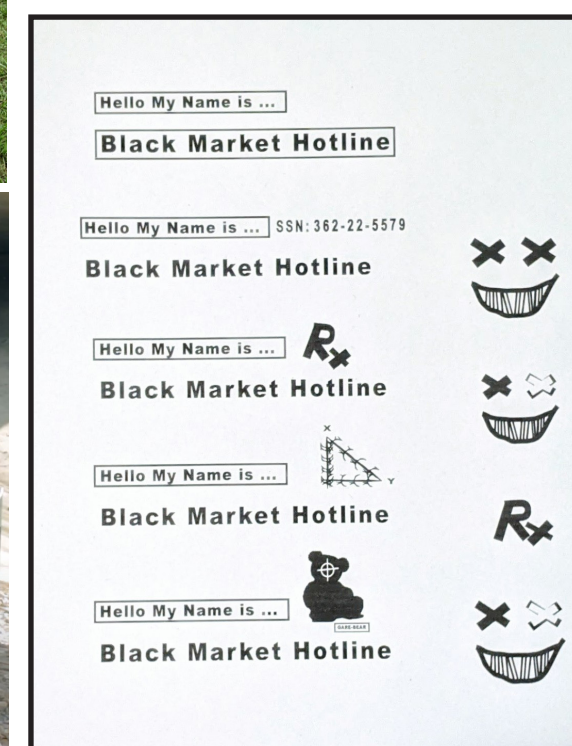 Hello My Name is ...
Black Market Hotline
Hello My Name is ... SSN: 362-22-5579
Black Market Hotline
Hello My Name is ... Rx
Black Market Hotline
X
Hello My Name is ... Y
Black Market Hotline
Rx
Hello My Name is ...
CARE-BEAR
Black Market Hotline